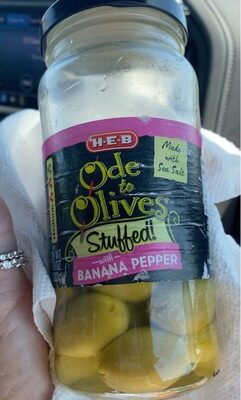 H-E-B
Ode
to
Olives
Stuffed!
with
BANANA PEPPER
Made
with
Sea Salt